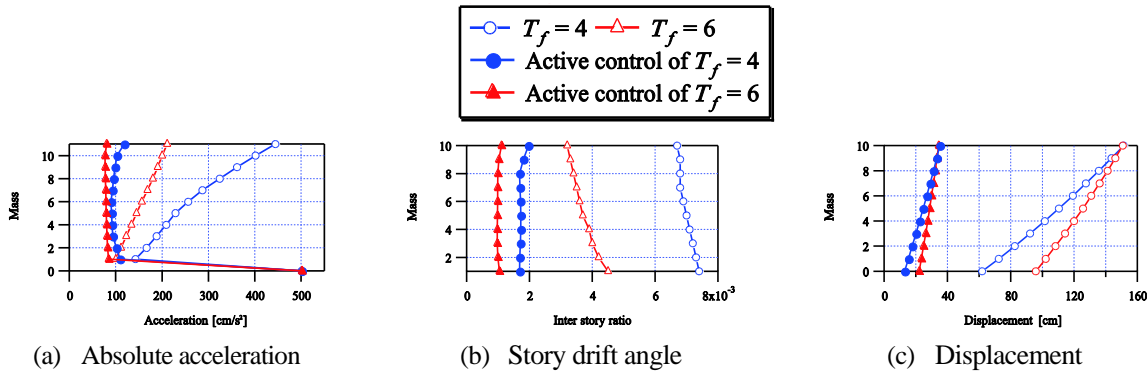 T_f = 4 T_f = 6
Active control of T_f = 4
Active control of T_f = 6
Mass
10
8
6
4
2
0
0 100 200 300 400 500
Acceleration [cm/s²]
(a) Absolute acceleration
Mass
10
8
6
4
2
0 2 4 6 8x10⁻³
Inter story ratio
(b) Story drift angle
Mass
10
8
6
4
2
0
0 40 80 120 160
Displacement [cm]
(c) Displacement